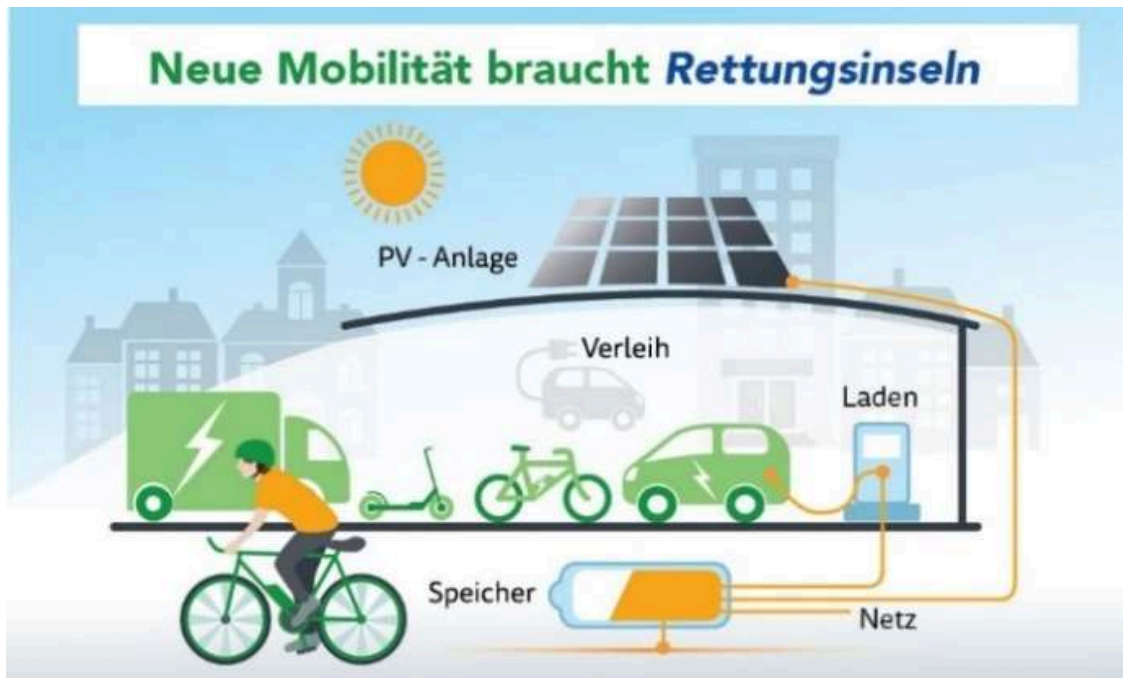 Neue Mobilität braucht Rettungsinseln
PV - Anlage
Verleih
Laden
Speicher
Netz